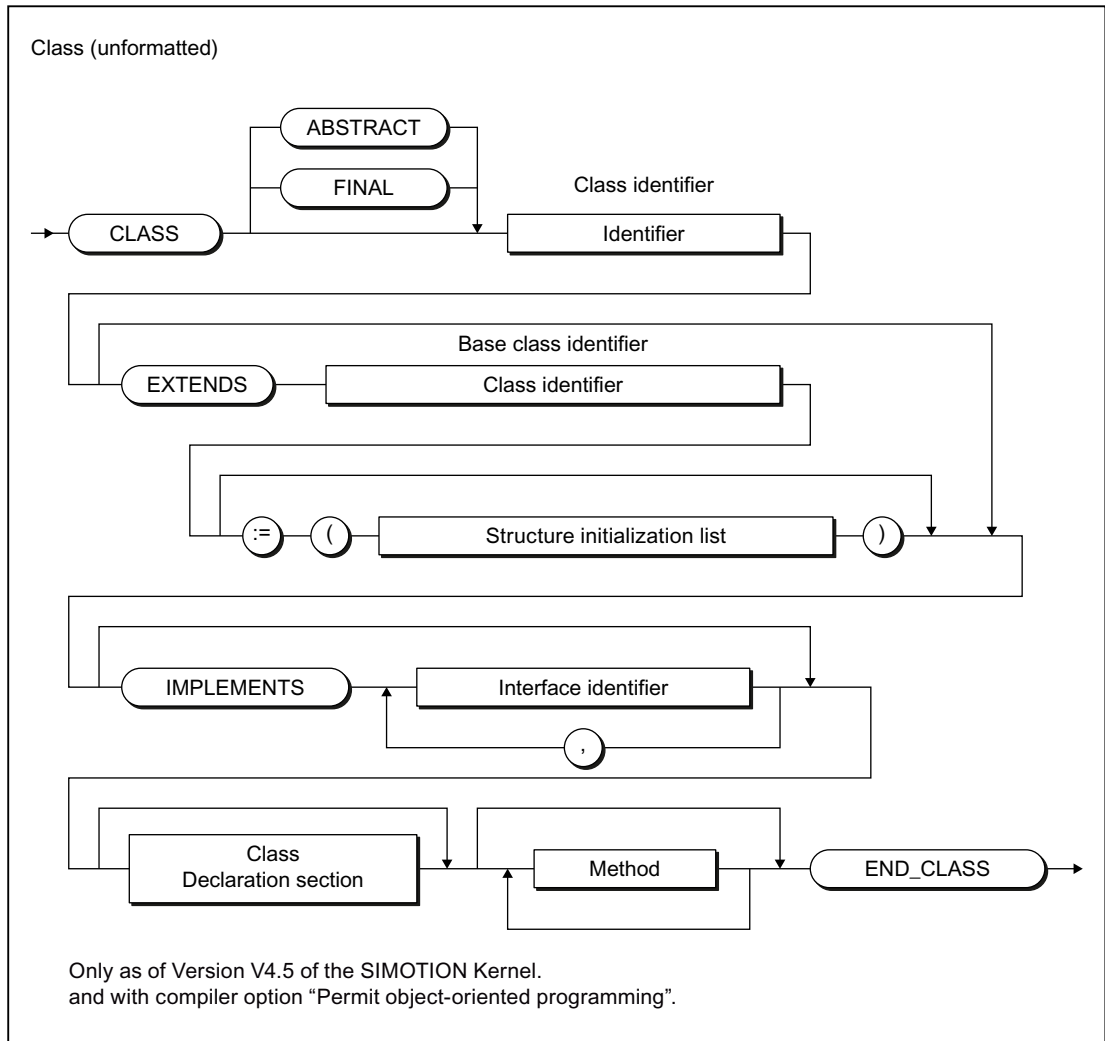 Class (unformatted)
ABSTRACT
FINAL
Class identifier
CLASS
Identifier
Base class identifier
EXTENDS
Class identifier
:=
(
Structure initialization list
)
IMPLEMENTS
Interface identifier
,
Class
Declaration section
Method
END_CLASS
Only as of Version V4.5 of the SIMOTION Kernel.
and with compiler option “Permit object-oriented programming”.